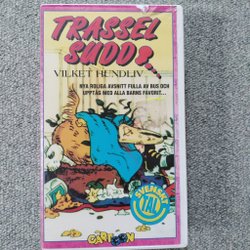 TRASSEL
SUDD
VILKET HUNDLIV...
NYA ROLIGA AVSNITT FULLA AV BUS OCH
UPPTÅG MED ALLA BARNS FAVORIT...
SVENSKT
TAL!
CARTOON